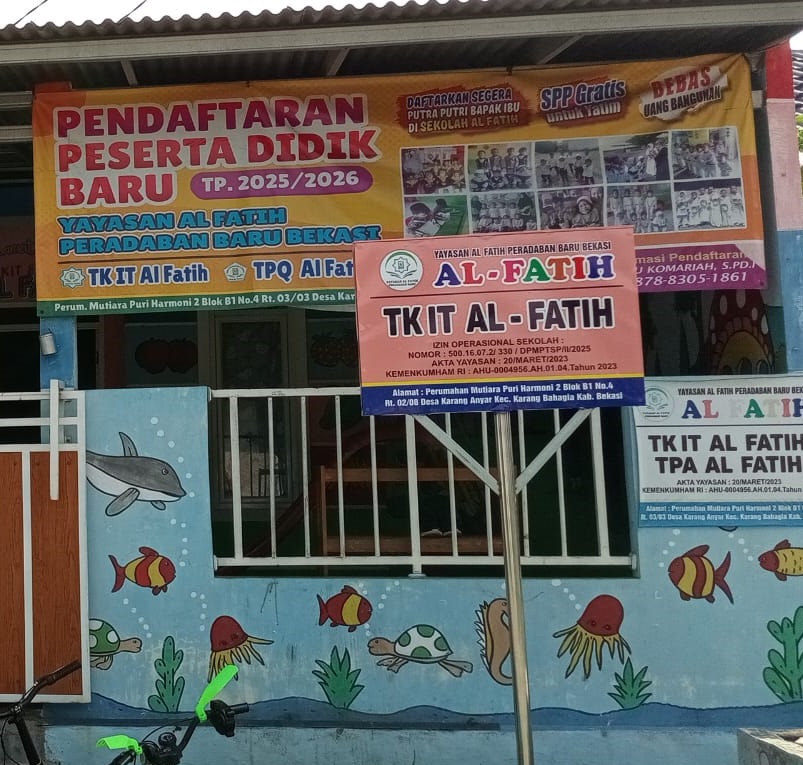 PENDAFTARAN
PESERTA DIDIK
BARU TP. 2025/2026
YAYASAN AL FATIH
PERADABAN BARU BEKASI
TK IT Al Fatih TPQ Al Fat
Perum. Mutiara Puri Harmoni 2 Blok B1 No.4 Rt. 03/03 Desa Kar
DAFTARKAN SEGERA
PUTRA PUTRI BAPAK IBU
DI SEKOLAH AL FATIH
SPP Gratis
untuk Yatim
BEBAS
UANG BANGUNAN
masi Pendaftaran
U KOMARIAH, S.PD.I
878-8305-1861
YAYASAN AL FATIH PERADABAN BARU BEKASI
AL-FATIH
TK IT AL-FATIH
IZIN OPERASIONAL SEKOLAH :
NOMOR : 500.16.07.2/ 330 / DPMPTSP/II/2025
AKTA YAYASAN : 20/MARET/2023
KEMENKUMHAM RI : AHU-0004956.AH.01.04.Tahun 2023
Alamat : Perumahan Mutiara Puri Harmoni 2 Blok B1 No.4
Rt. 02/08 Desa Karang Anyar Kec. Karang Bahagia Kab. Bekasi
YAYASAN AL FATIH PERADABAN BARU BE
AL FATIH
TK IT AL FATIH
TPA AL FATIH
AKTA YAYASAN : 20/MARET/2023
KEMENKUMHAM RI : AHU-0004956.AH.01.04.Tahun
Alamat : Perumahan Mutiara Puri Harmoni 2 Blok B
Rt. 03/03 Desa Karang Anyar Kec. Karang Bahagia Kab.